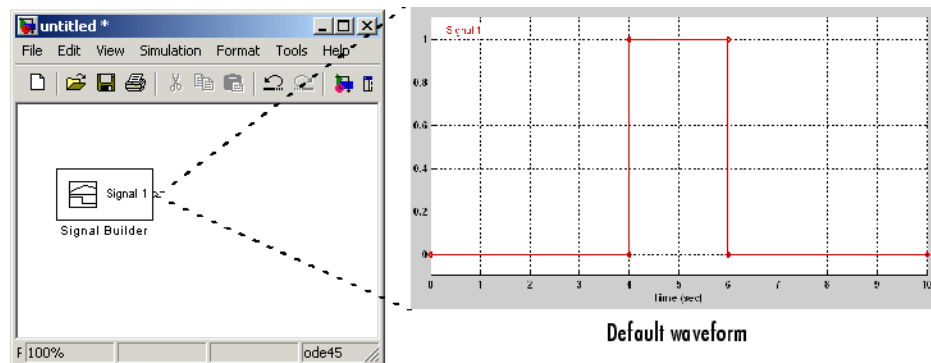 untitled *
File Edit View Simulation Format Tools Help
Signal 1
Signal Builder
F 100% ode45
Signal 1
1
0.8
0.6
0.4
0.2
0
0 1 2 3 4 5 6 7 8 9 10
Time (sec)
Default waveform